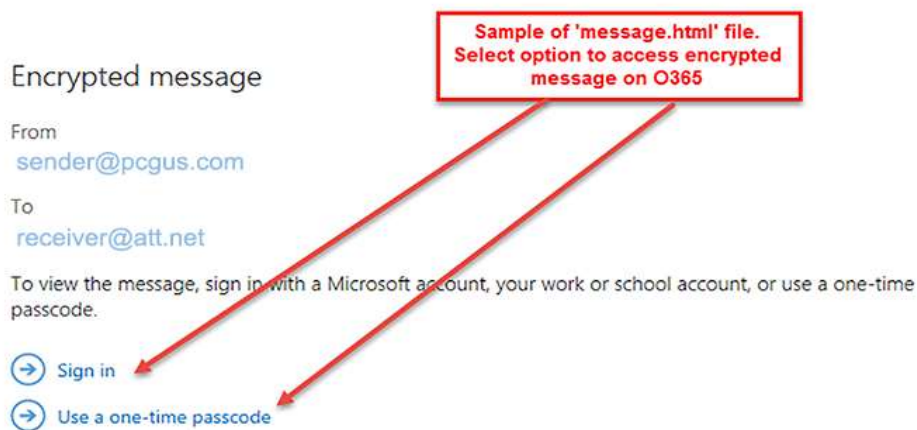 Sample of 'message.html' file.
Select option to access encrypted
message on O365
Encrypted message
From
sender@pcgus.com
To
receiver@att.net
To view the message, sign in with a Microsoft account, your work or school account, or use a one-time
passcode.
Sign in
Use a one-time passcode